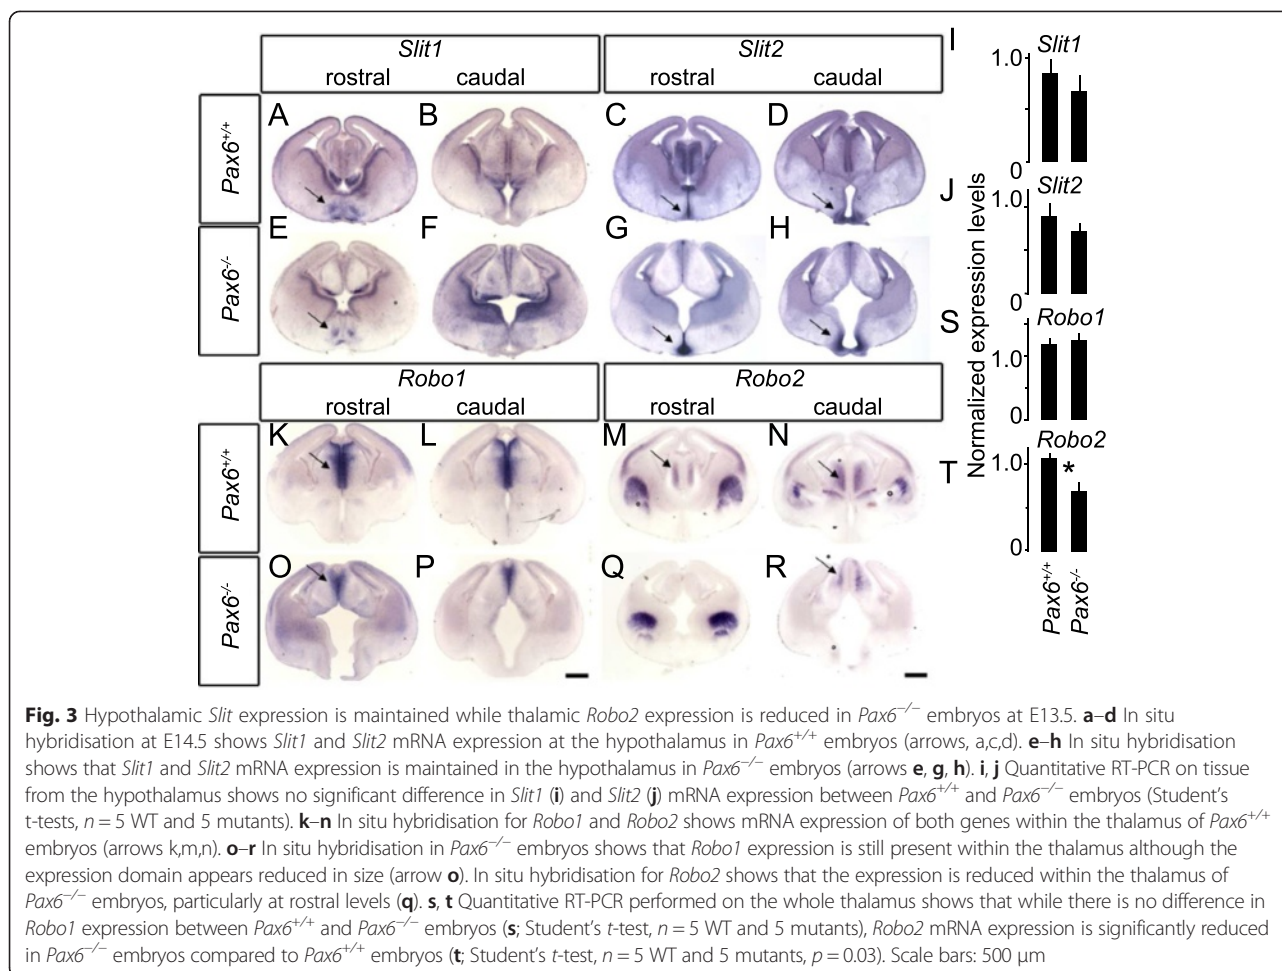 Slit1 Slit2
rostral caudal rostral caudal
Pax6+/+
A B C D
Pax6-/-
E F G H
Robo1 Robo2
rostral caudal rostral caudal
Pax6+/+
K L M N
Pax6-/-
O P Q R
Normalized expression levels
I
Slit1
1.0
0
J
Slit2
1.0
0
S
Robo1
1.0
0
T
Robo2
1.0
*
0
Pax6+/+ Pax6-/-
Fig. 3 Hypothalamic Slit expression is maintained while thalamic Robo2 expression is reduced in Pax6−/− embryos at E13.5. a–d In situ
hybridisation at E14.5 shows Slit1 and Slit2 mRNA expression at the hypothalamus in Pax6+/+ embryos (arrows, a,c,d). e–h In situ hybridisation
shows that Slit1 and Slit2 mRNA expression is maintained in the hypothalamus in Pax6−/− embryos (arrows e, g, h). i, j Quantitative RT-PCR on tissue
from the hypothalamus shows no significant difference in Slit1 (i) and Slit2 (j) mRNA expression between Pax6+/+ and Pax6−/− embryos (Student's
t-tests, n = 5 WT and 5 mutants). k–n In situ hybridisation for Robo1 and Robo2 shows mRNA expression of both genes within the thalamus of Pax6+/+
embryos (arrows k,m,n). o–r In situ hybridisation in Pax6−/− embryos shows that Robo1 expression is still present within the thalamus although the
expression domain appears reduced in size (arrow o). In situ hybridisation for Robo2 shows that the expression is reduced within the thalamus of
Pax6−/− embryos, particularly at rostral levels (q). s, t Quantitative RT-PCR performed on the whole thalamus shows that while there is no difference in
Robo1 expression between Pax6+/+ and Pax6−/− embryos (s; Student's t-test, n = 5 WT and 5 mutants), Robo2 mRNA expression is significantly reduced
in Pax6−/− embryos compared to Pax6+/+ embryos (t; Student's t-test, n = 5 WT and 5 mutants, p = 0.03). Scale bars: 500 μm